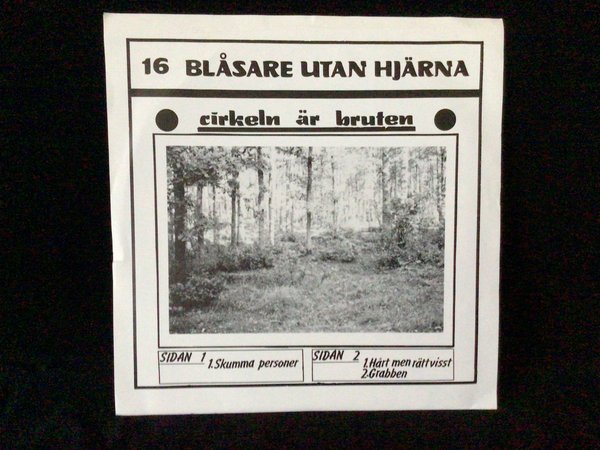 16 BLÅSARE UTAN HJÄRNA
cirkeln är bruten
SIDAN 1
1.Skumma personer
SIDAN 2
1.Hårt men rättvisst
2.Grabben